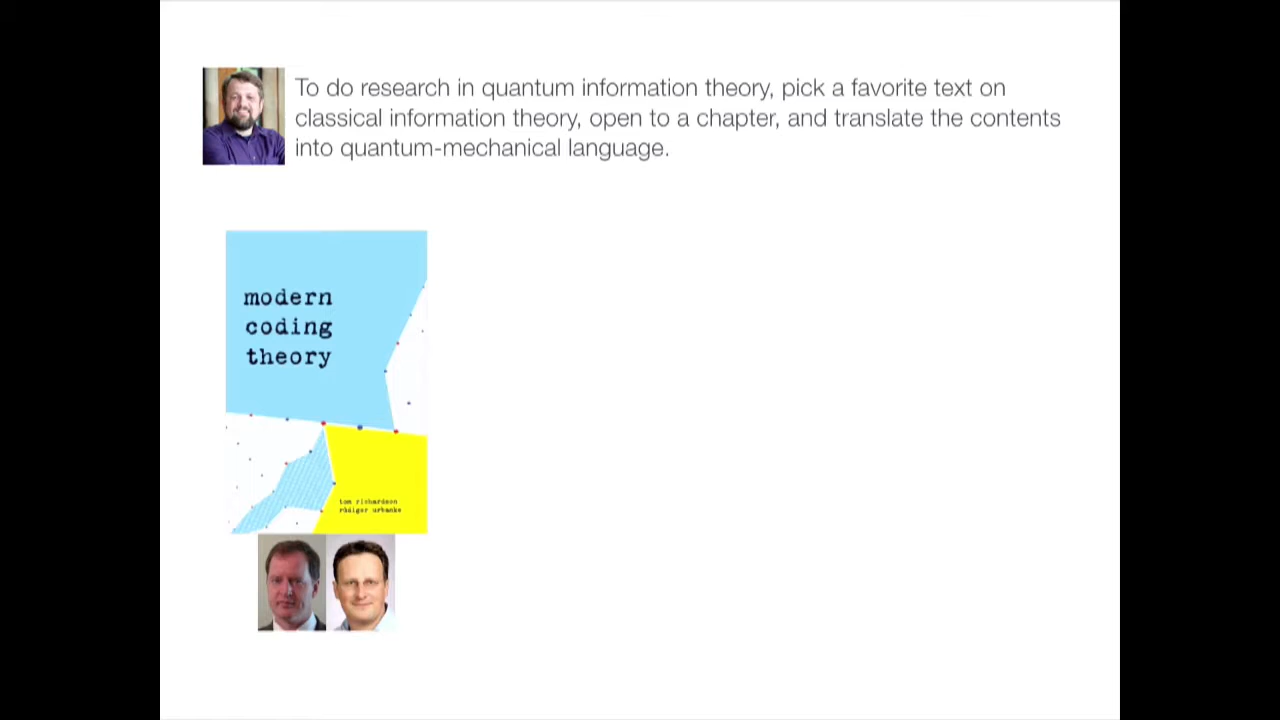 To do research in quantum information theory, pick a favorite text on
classical information theory, open to a chapter, and translate the contents
into quantum-mechanical language.
modern
coding
theory
tom richardson
rüdiger urbanke